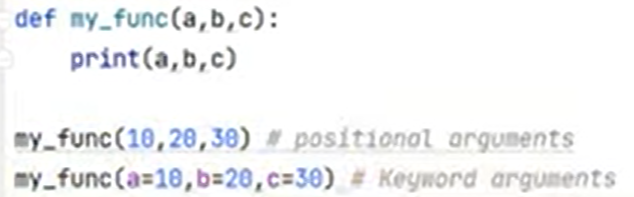 def my_func(a,b,c):
    print(a,b,c)
my_func(10,20,30) # positional arguments
my_func(a=10,b=20,c=30) # Keyword arguments